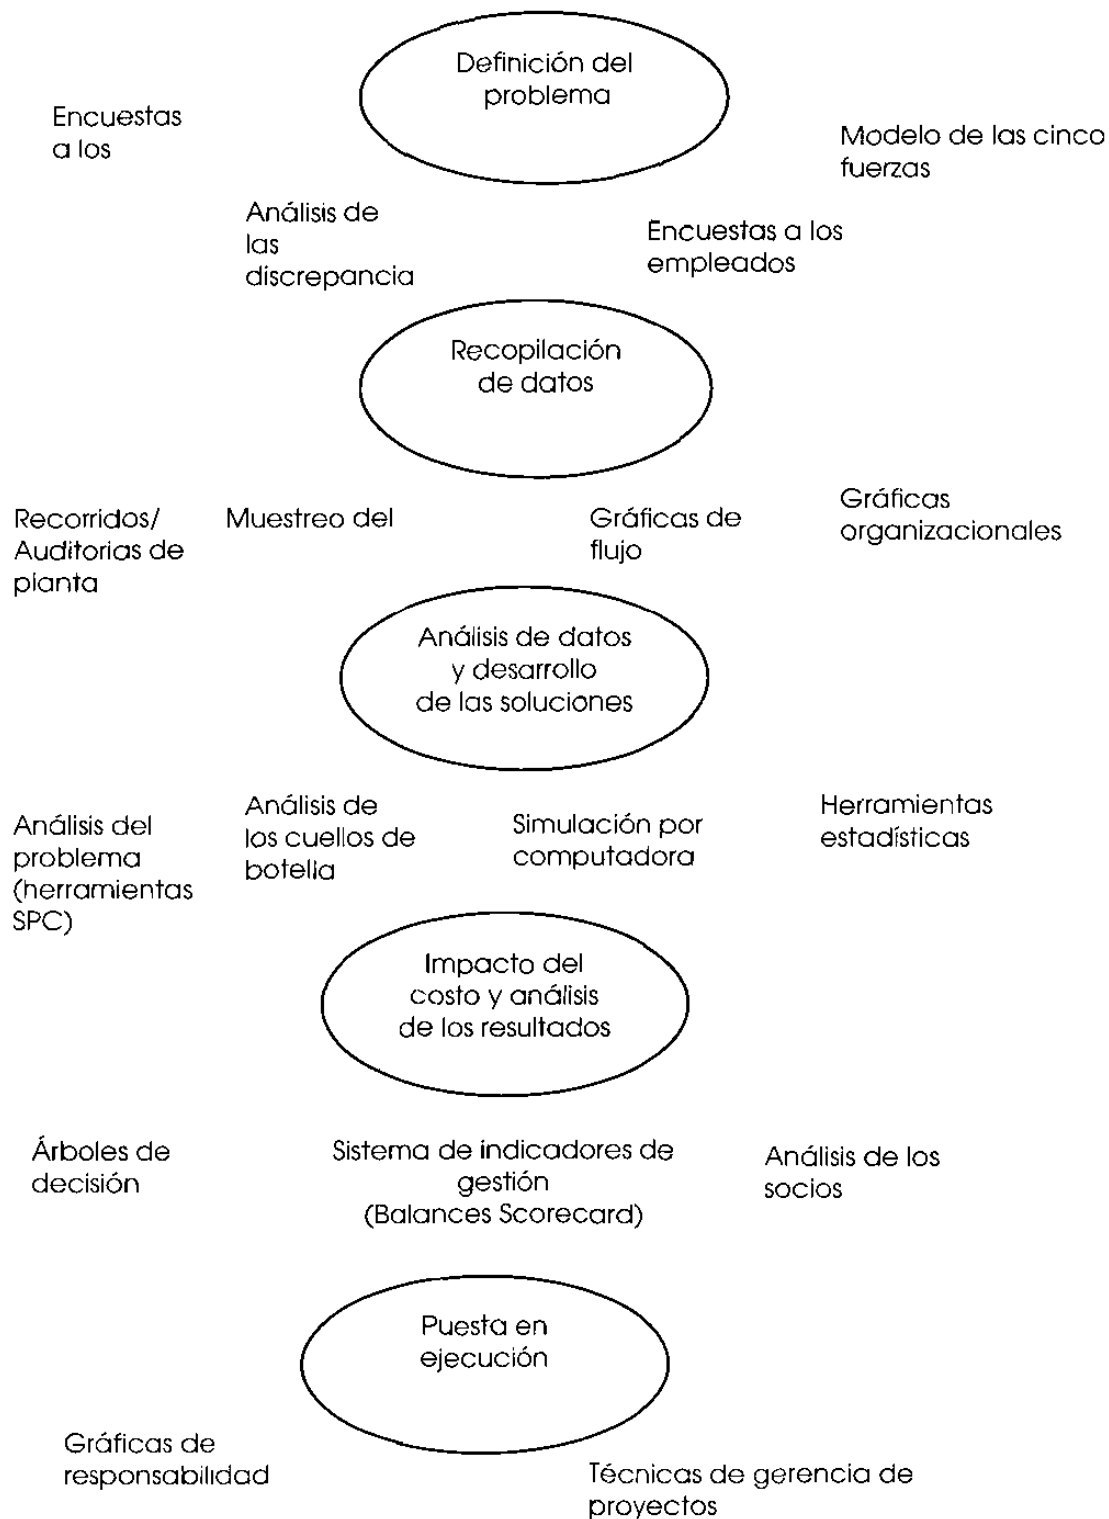 Definición del
problema
Encuestas
a los
Modelo de las cinco
fuerzas
Análisis de
las
discrepancia
Encuestas a los
empleados
Recopilación
de datos
Recorridos/
Auditorias de
planta
Muestreo del
Gráficas de
flujo
Gráficas
organizacionales
Análisis de datos
y desarrollo
de las soluciones
Análisis del
problema
(herramientas
SPC)
Análisis de
los cuellos de
botella
Simulación por
computadora
Herramientas
estadísticas
Impacto del
costo y análisis
de los resultados
Árboles de
decisión
Sistema de indicadores de
gestión
(Balances Scorecard)
Análisis de los
socios
Puesta en
ejecución
Gráficas de
responsabilidad
Técnicas de gerencia de
proyectos